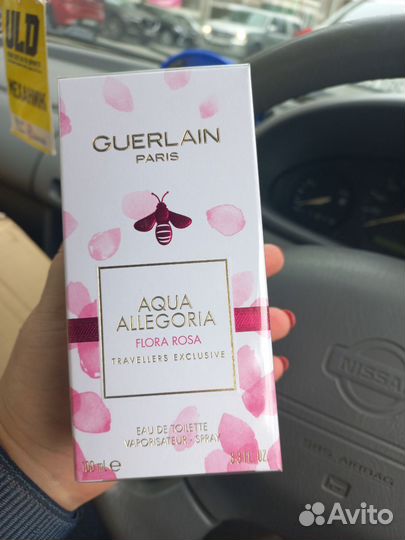 GUERLAIN
PARIS
AQUA
ALLEGORIA
FLORA ROSA
TRAVELLERS EXCLUSIVE
EAU DE TOILETTE
VAPORISATEUR - SPRAY
100 mL e 3.3 fl. oz.
NISSAN
SRS AIRBAG
Avito